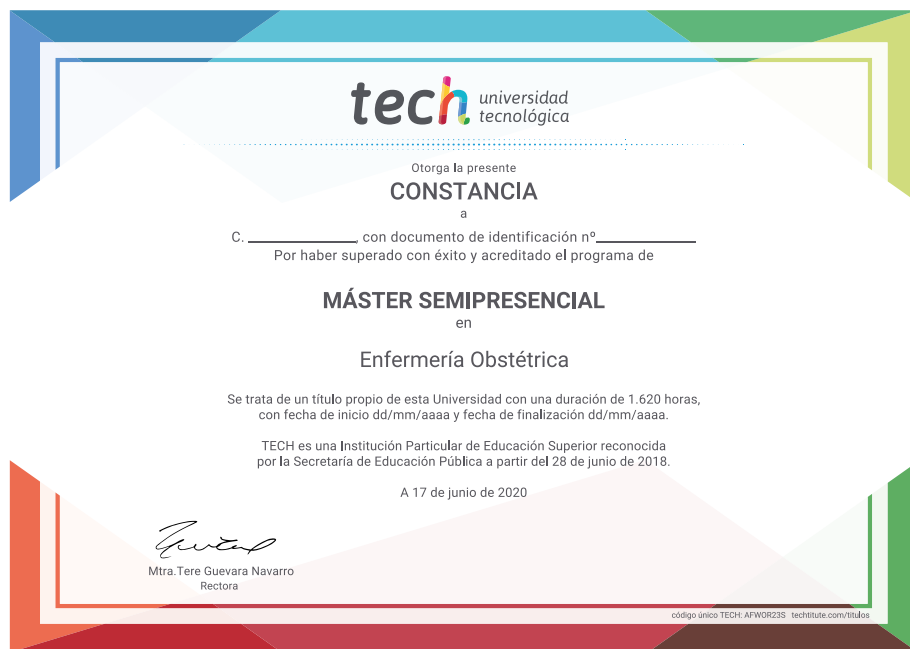 tech universidad
tecnológica
Otorga la presente
CONSTANCIA
a
C. ____________, con documento de identificación nº____________
Por haber superado con éxito y acreditado el programa de
MÁSTER SEMIPRESENCIAL
en
Enfermería Obstétrica
Se trata de un título propio de esta Universidad con una duración de 1.620 horas,
con fecha de inicio dd/mm/aaaa y fecha de finalización dd/mm/aaaa.
TECH es una Institución Particular de Educación Superior reconocida
por la Secretaría de Educación Pública a partir del 28 de junio de 2018.
A 17 de junio de 2020
Mtra.Tere Guevara Navarro
Rectora
código único TECH: AFWOR23S techtitute.com/titulos